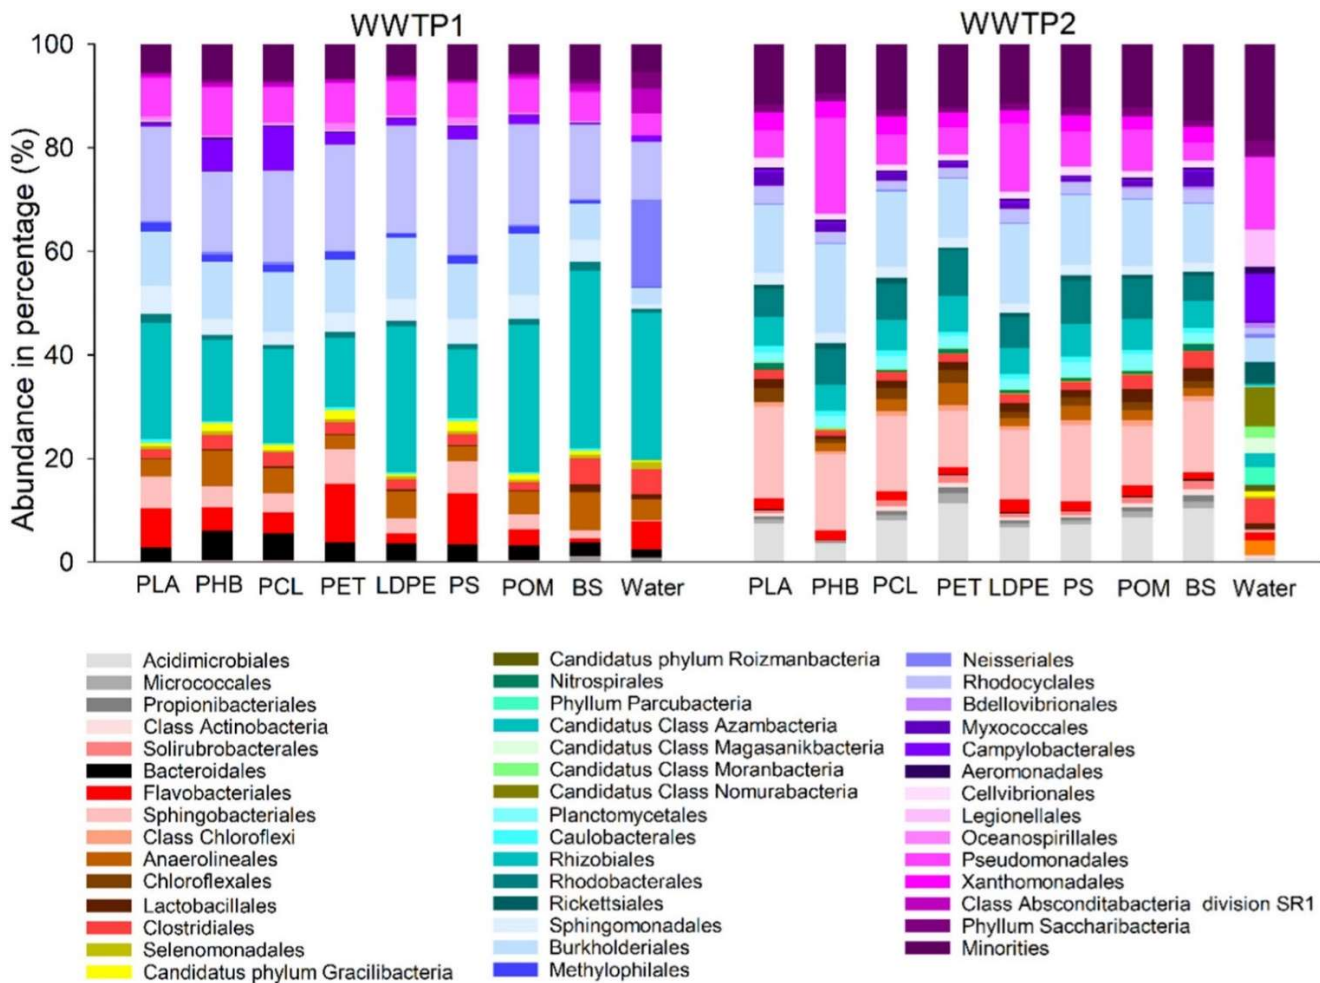 WWTP1 WWTP2
Abundance in percentage (%)
100
80
60
40
20
0
PLA PHB PCL PET LDPE PS POM BS Water PLA PHB PCL PET LDPE PS POM BS Water
Acidimicrobiales
Micrococcales
Propionibacteriales
Class Actinobacteria
Solirubrobacterales
Bacteroidales
Flavobacteriales
Sphingobacteriales
Class Chloroflexi
Anaerolineales
Chloroflexales
Lactobacillales
Clostridiales
Selenomonadales
Candidatus phylum Gracilibacteria
Candidatus phylum Roizmanbacteria
Nitrospirales
Phyllum Parcubacteria
Candidatus Class Azambacteria
Candidatus Class Magasanikbacteria
Candidatus Class Moranbacteria
Candidatus Class Nomurabacteria
Planctomycetales
Caulobacterales
Rhizobiales
Rhodobacterales
Rickettsiales
Sphingomonadales
Burkholderiales
Methylophilales
Neisseriales
Rhodocyclales
Bdellovibrionales
Myxococcales
Campylobacterales
Aeromonadales
Cellvibrionales
Legionellales
Oceanospirillales
Pseudomonadales
Xanthomonadales
Class Absconditabacteria division SR1
Phyllum Saccharibacteria
Minorities